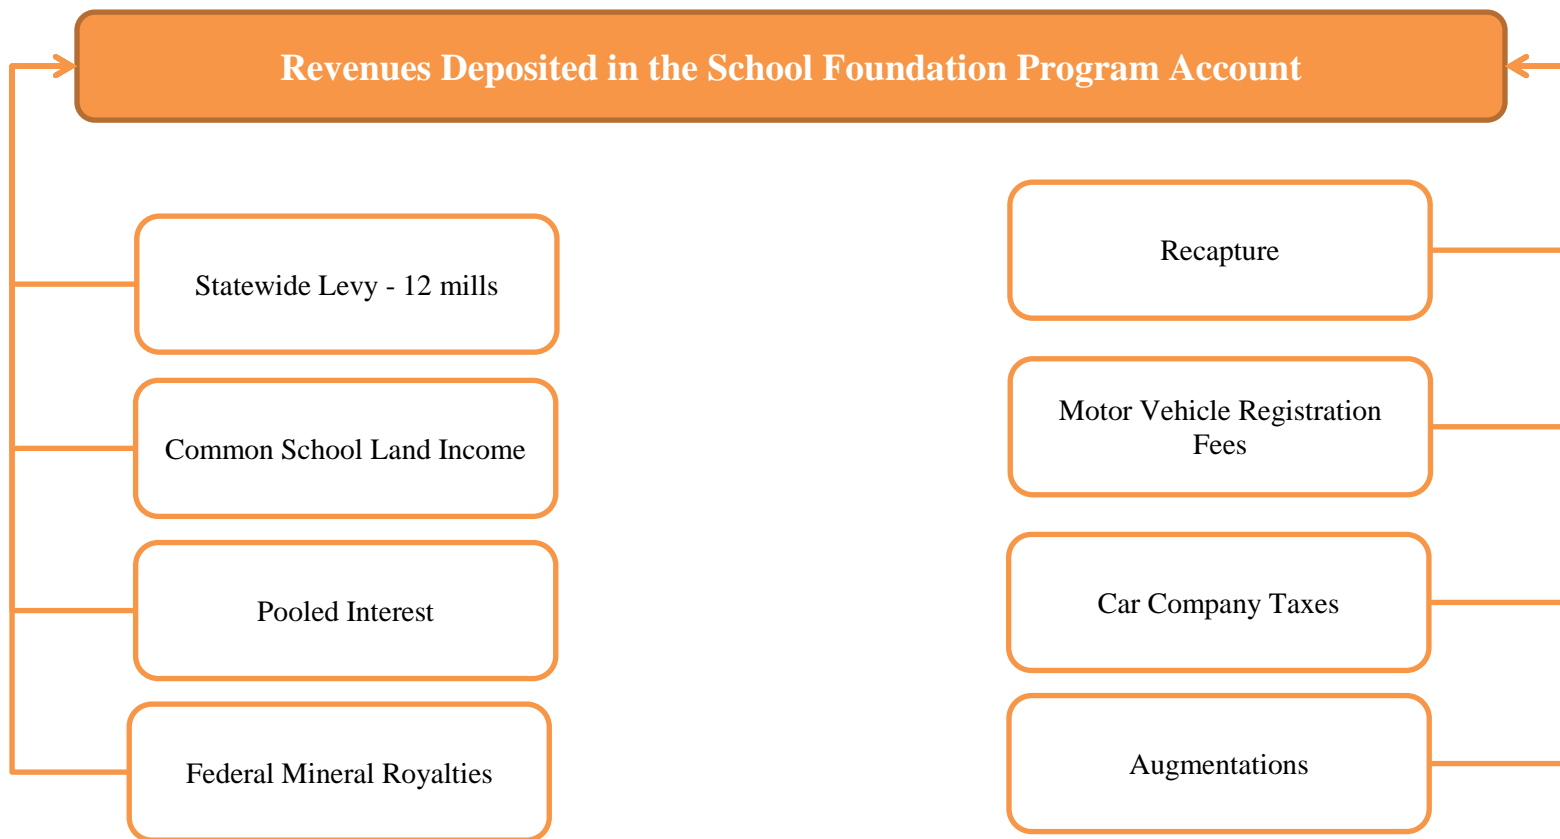 Revenues Deposited in the School Foundation Program Account
Statewide Levy - 12 mills
Common School Land Income
Pooled Interest
Federal Mineral Royalties
Recapture
Motor Vehicle Registration
Fees
Car Company Taxes
Augmentations